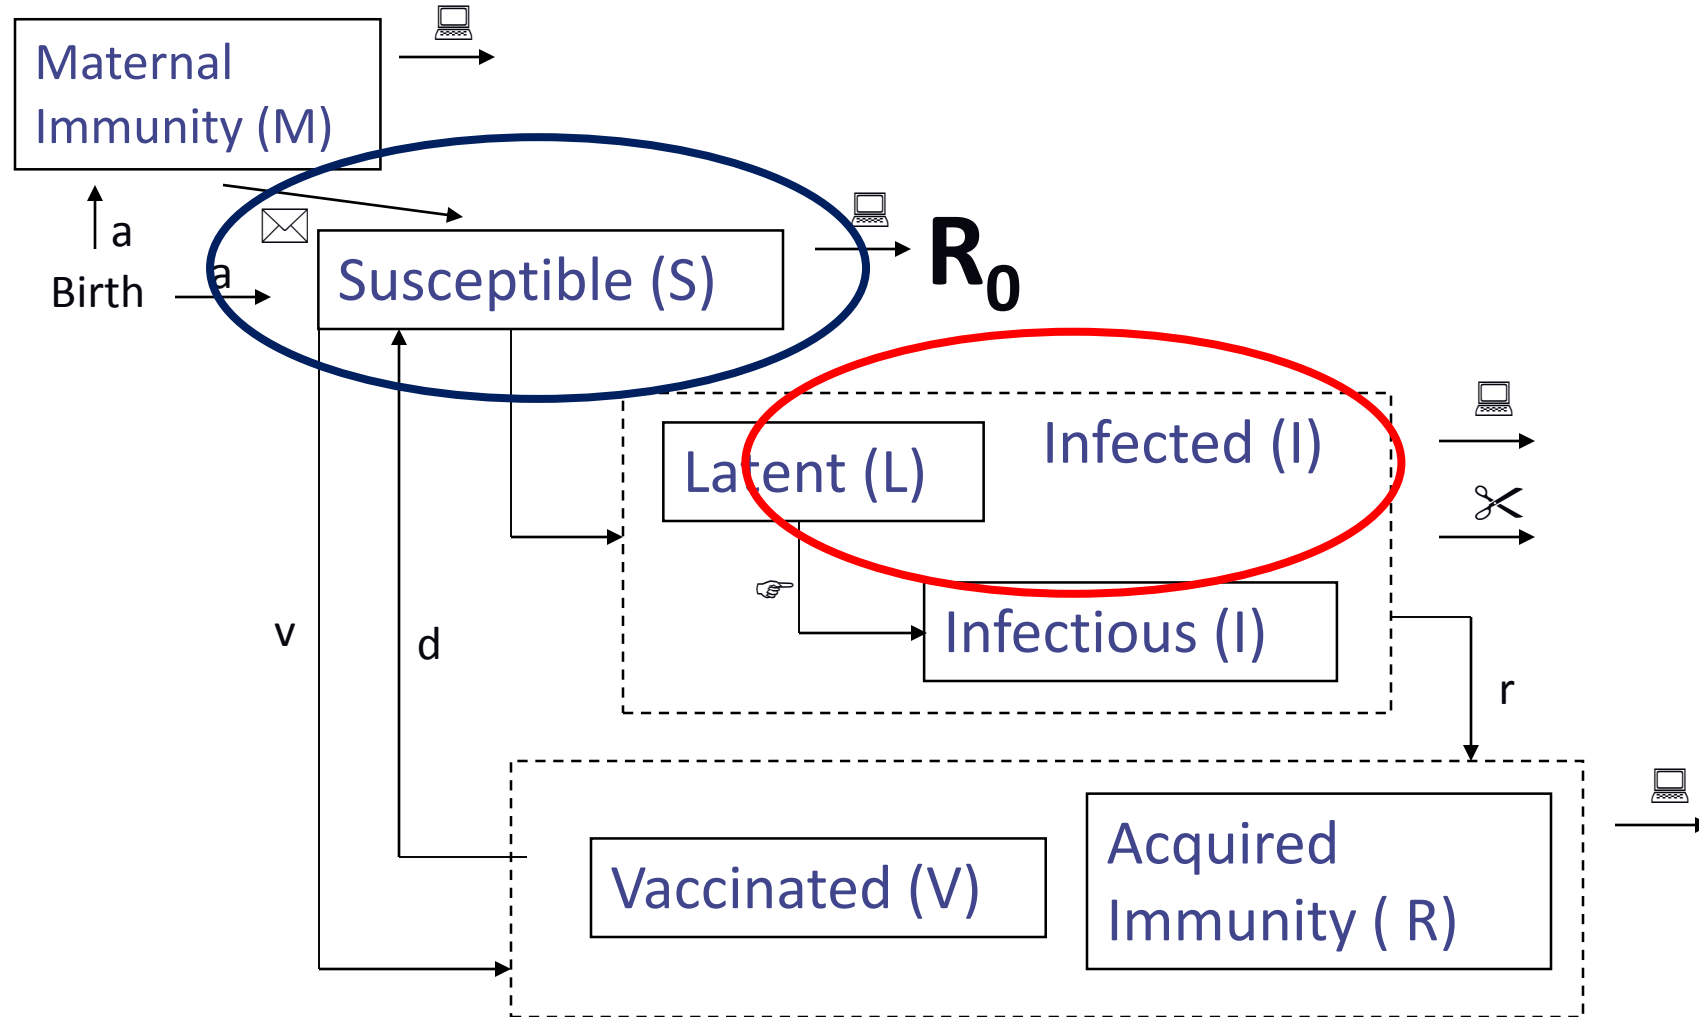 Maternal
Immunity (M)
a
Birth
a
Susceptible (S)
R0
Infected (I)
Latent (L)
Infectious (I)
v
d
r
Vaccinated (V)
Acquired
Immunity ( R)